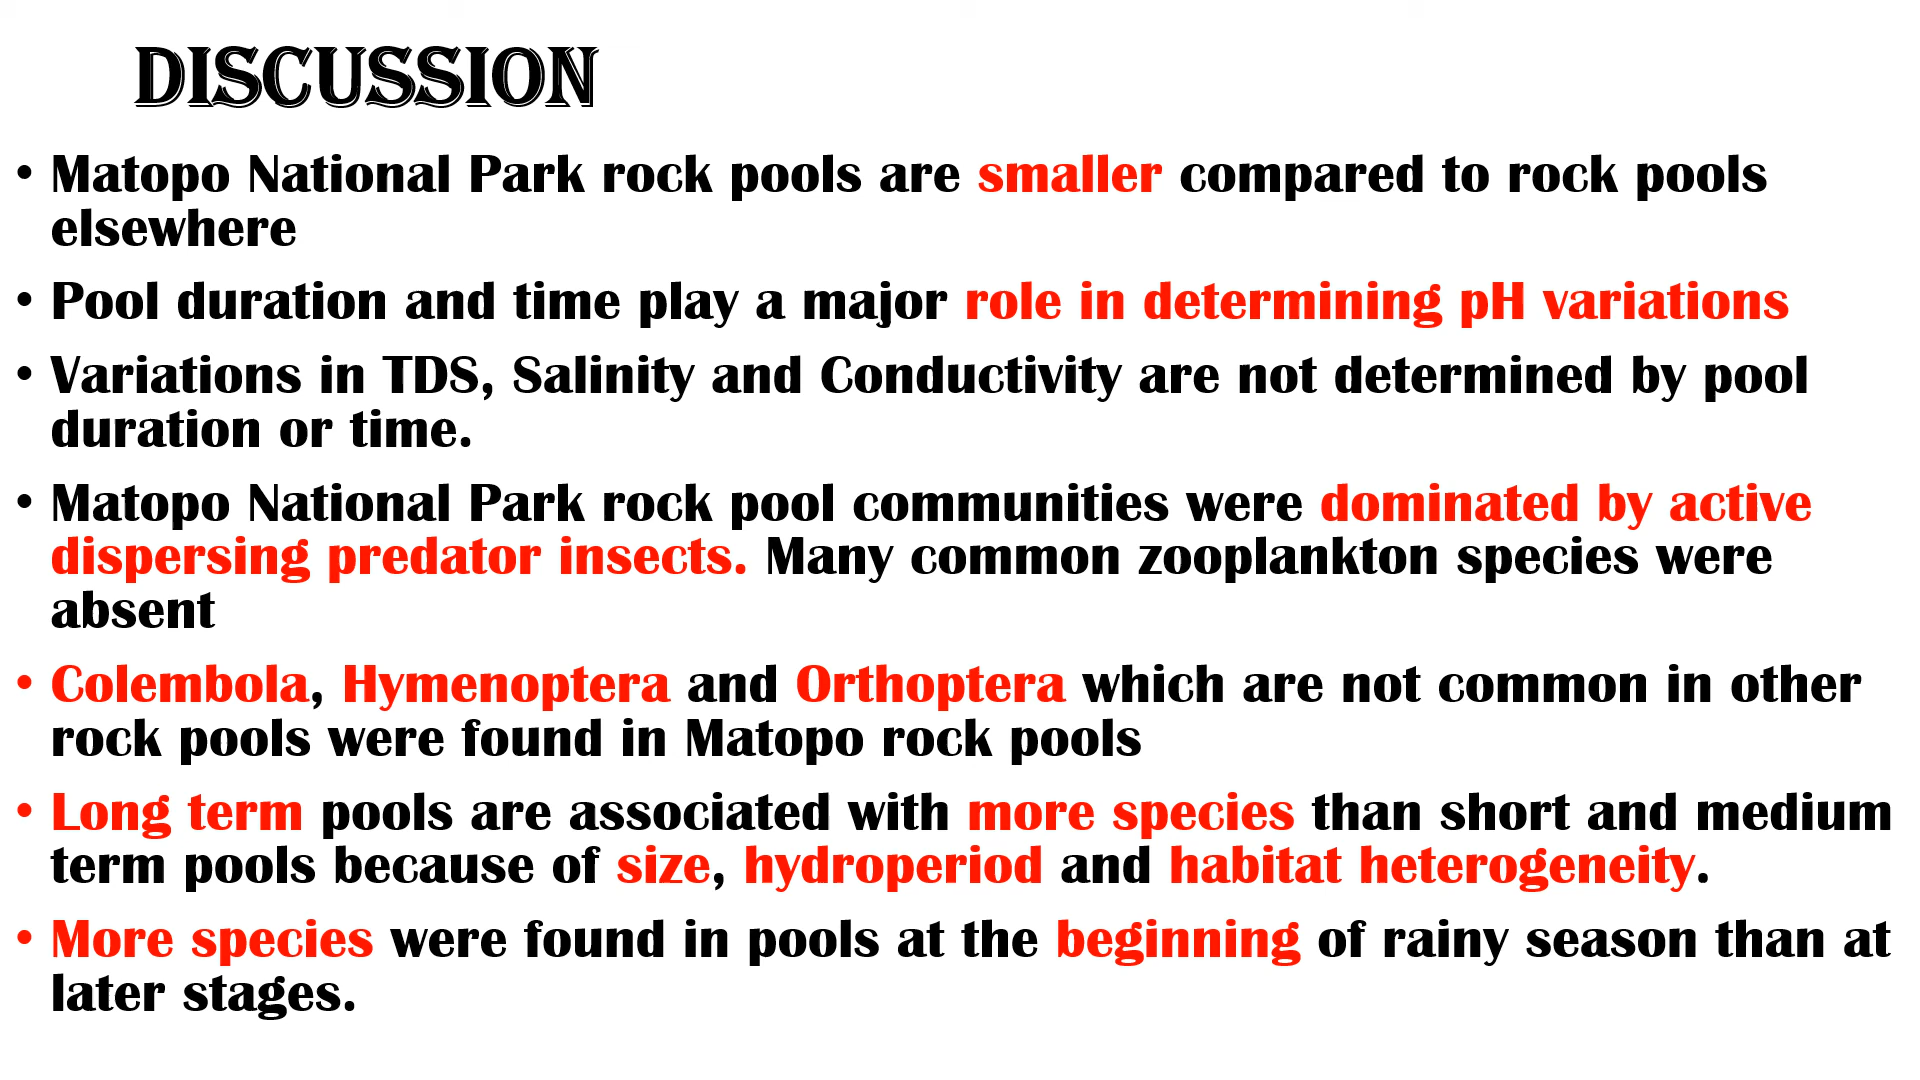 DISCUSSION
• Matopo National Park rock pools are smaller compared to rock pools
elsewhere
• Pool duration and time play a major role in determining pH variations
• Variations in TDS, Salinity and Conductivity are not determined by pool
duration or time.
• Matopo National Park rock pool communities were dominated by active
dispersing predator insects. Many common zooplankton species were
absent
• Colembola, Hymenoptera and Orthoptera which are not common in other
rock pools were found in Matopo rock pools
• Long term pools are associated with more species than short and medium
term pools because of size, hydroperiod and habitat heterogeneity.
• More species were found in pools at the beginning of rainy season than at
later stages.